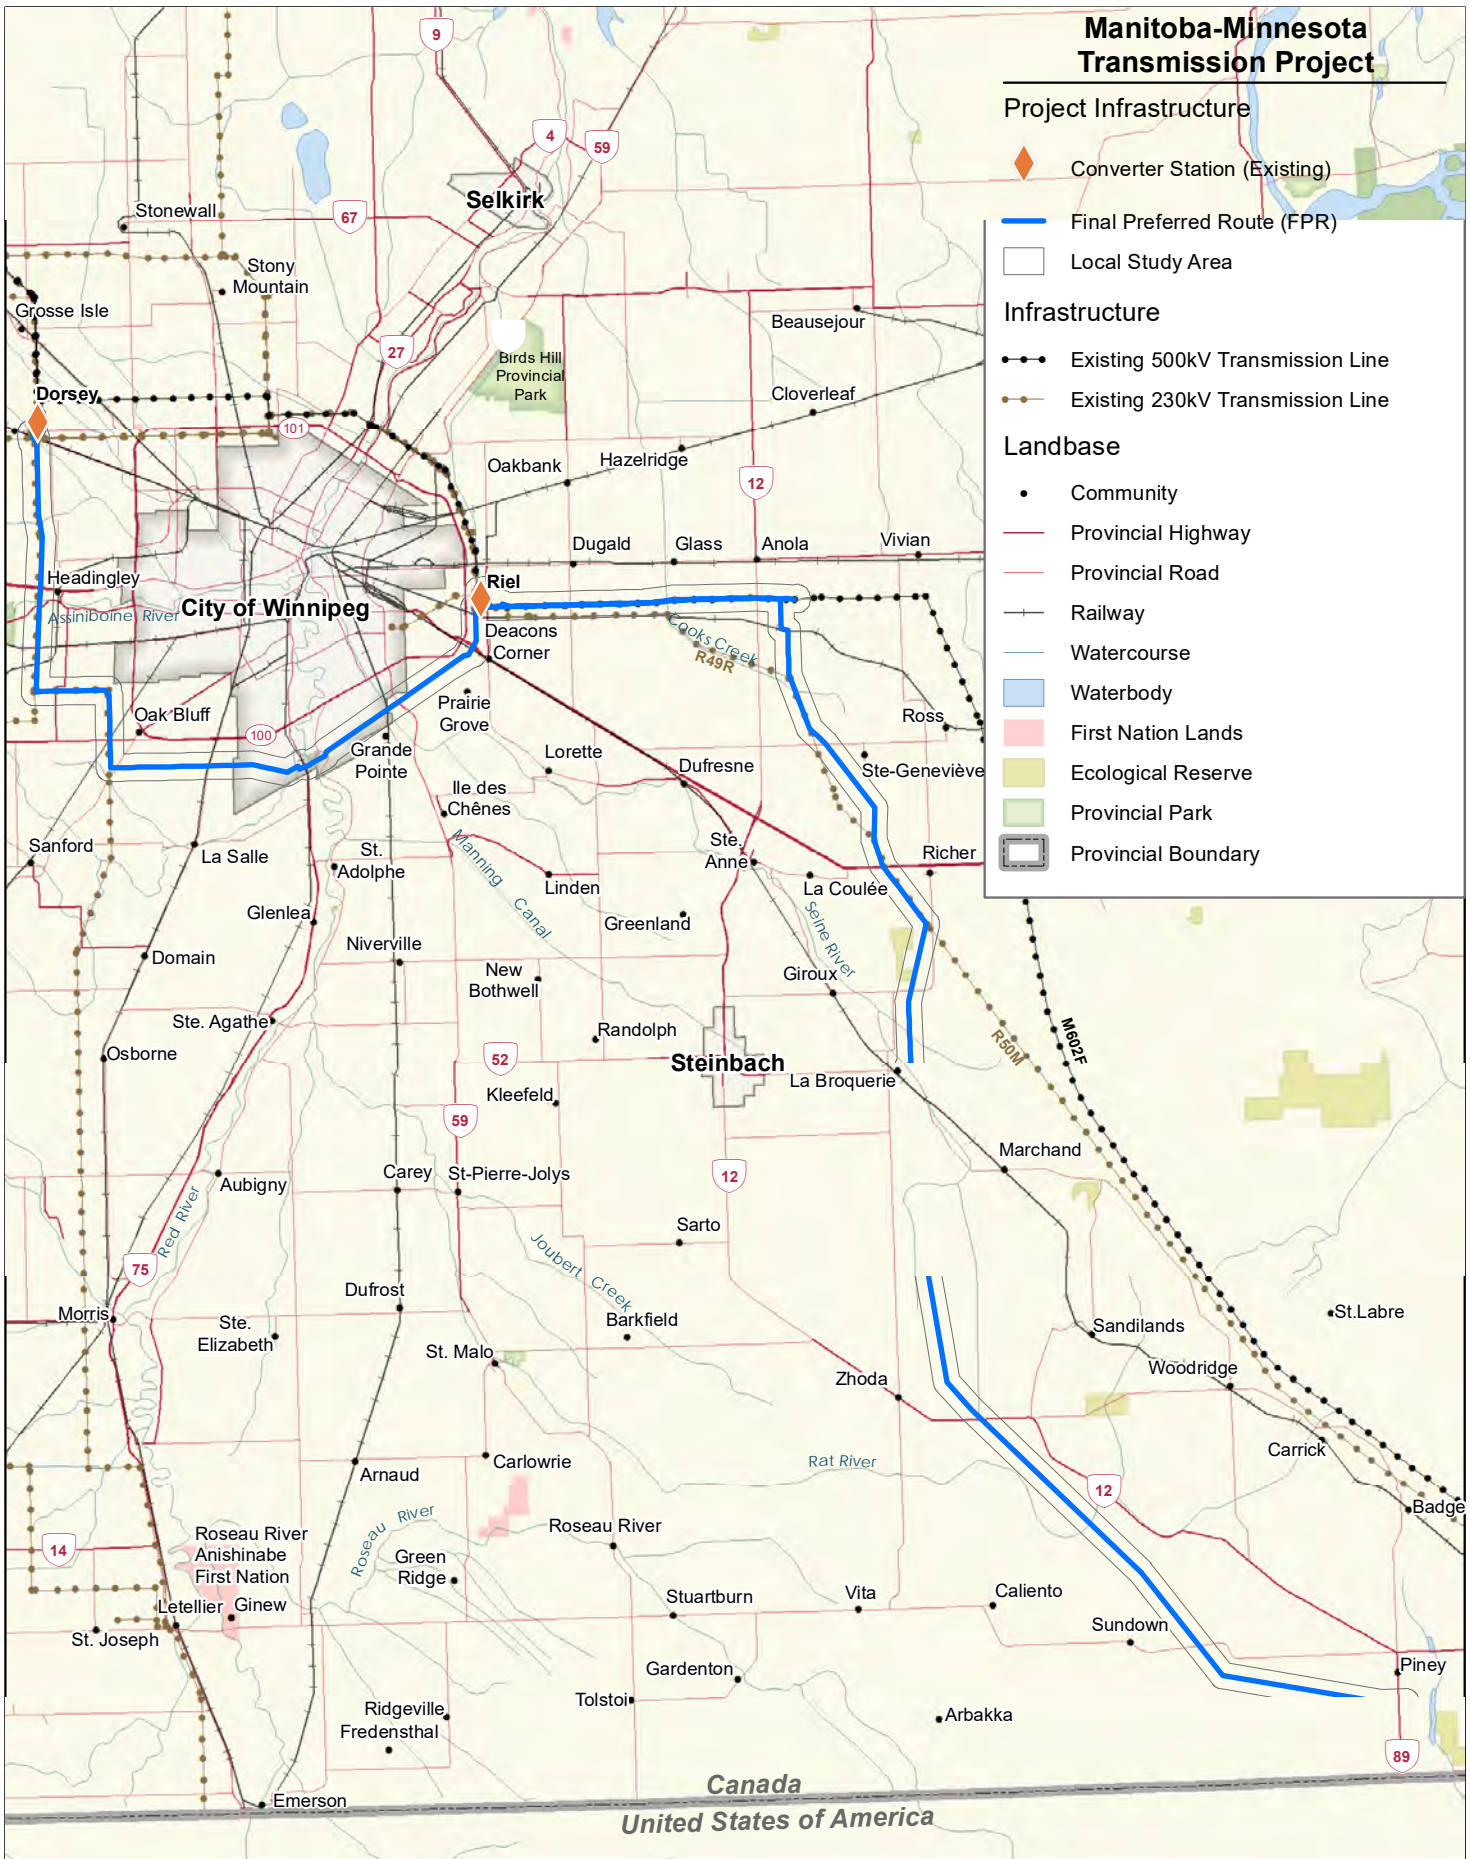 Manitoba-Minnesota
Transmission Project
Project Infrastructure
Converter Station (Existing)
Final Preferred Route (FPR)
Local Study Area
Infrastructure
Existing 500kV Transmission Line
Existing 230kV Transmission Line
Landbase
Community
Provincial Highway
Provincial Road
Railway
Watercourse
Waterbody
First Nation Lands
Ecological Reserve
Provincial Park
Provincial Boundary
9
4
59
Selkirk
67
Stonewall
Stony
Mountain
Grosse Isle
27
Birds Hill
Provincial
Park
Beausejour
Dorsey
Cloverleaf
101
Oakbank
Hazelridge
12
Dugald
Glass
Anola
Vivian
Headingley
Riel
City of Winnipeg
Assiniboine River
Deacons
Corner
Cooks Creek
R49R
Prairie
Grove
Oak Bluff
100
Ross
Grande
Pointe
Lorette
Dufresne
Ste-Geneviève
Ile des
Chênes
Sanford
La Salle
St.
Adolphe
Manning
Canal
Ste.
Anne
Richer
Linden
La Coulée
Glenlea
Greenland
Seine River
Niverville
Domain
New
Bothwell
Giroux
Ste. Agathe
Randolph
R50M
M602F
Osborne
52
Steinbach
La Broquerie
Kleefeld
59
Marchand
Carey
St-Pierre-Jolys
12
Aubigny
Red River
Sarto
Joubert Creek
75
Dufrost
Morris
Ste.
Elizabeth
Barkfield
St.Labre
Sandilands
St. Malo
Woodridge
Zhoda
Carrick
Arnaud
Carlowrie
Rat River
12
Badge
Roseau River
Roseau River
14
Roseau River
Anishinabe
First Nation
Green
Ridge
Letellier
Ginew
Stuartburn
Vita
Caliento
St. Joseph
Sundown
Gardenton
Piney
Tolstoi
Ridgeville
Fredensthal
Arbakka
89
Emerson
Canada
United States of America